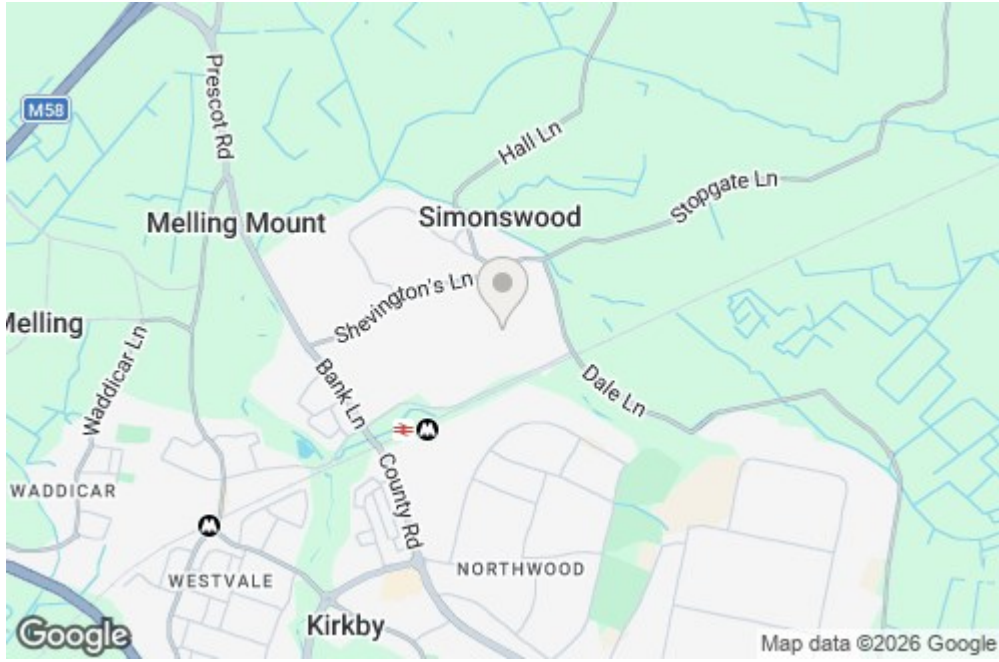 M58
Prescot Rd
Hall Ln
Stopgate Ln
Melling Mount
Simonswood
Shevington's Ln
Melling
Waddicar Ln
Bank Ln
Dale Ln
County Rd
WADDICAR
WESTVALE
NORTHWOOD
Kirkby
Google
Map data ©2026 Google